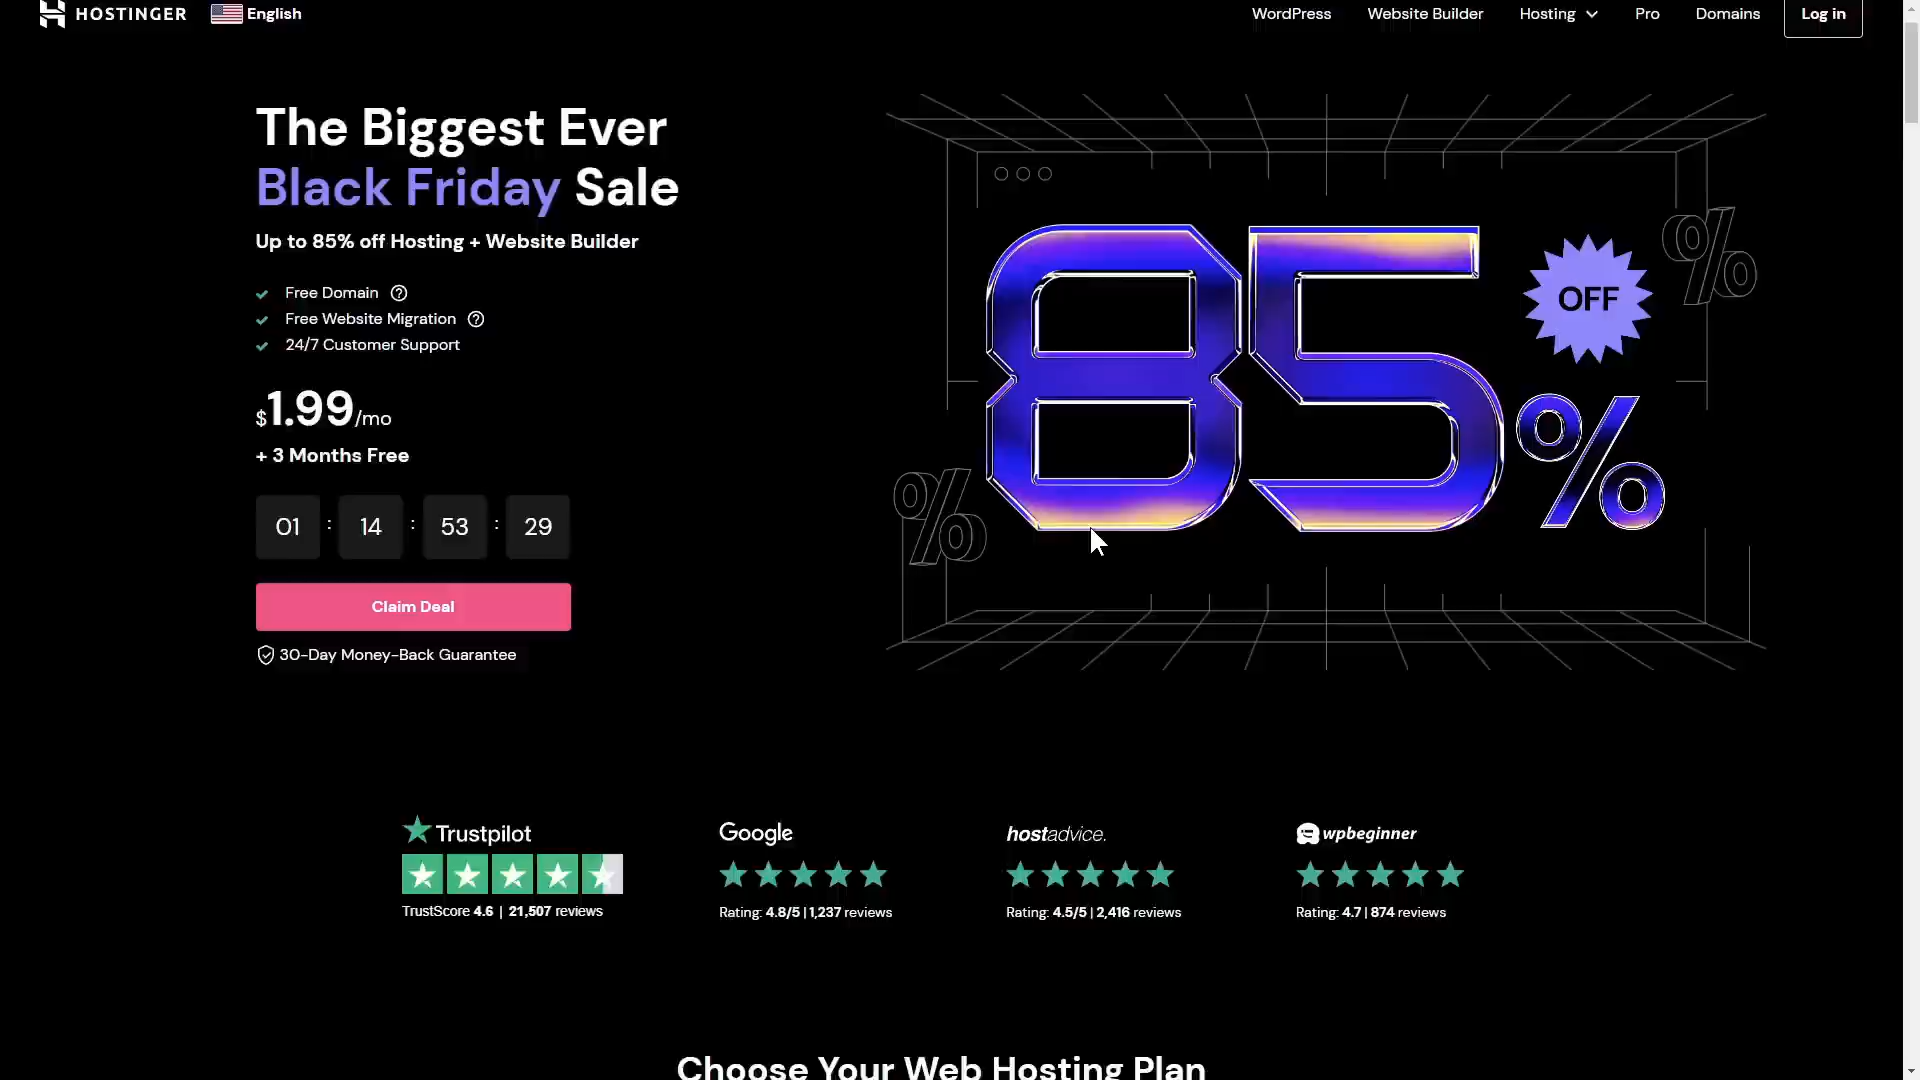 HOSTINGER
English
WordPress
Website Builder
Hosting
Pro
Domains
Log in
The Biggest Ever
Black Friday Sale
Up to 85% off Hosting + Website Builder
Free Domain ?
Free Website Migration ?
24/7 Customer Support
$1.99/mo
+ 3 Months Free
01 : 14 : 53 : 29
Claim Deal
30-Day Money-Back Guarantee
85%
OFF
%
%
Trustpilot
TrustScore 4.6 | 21,507 reviews
Google
Rating: 4.8/5 | 1,237 reviews
hostadvice.
Rating: 4.5/5 | 2,416 reviews
wpbeginner
Rating: 4.7 | 874 reviews
Choose Your Web Hosting Plan